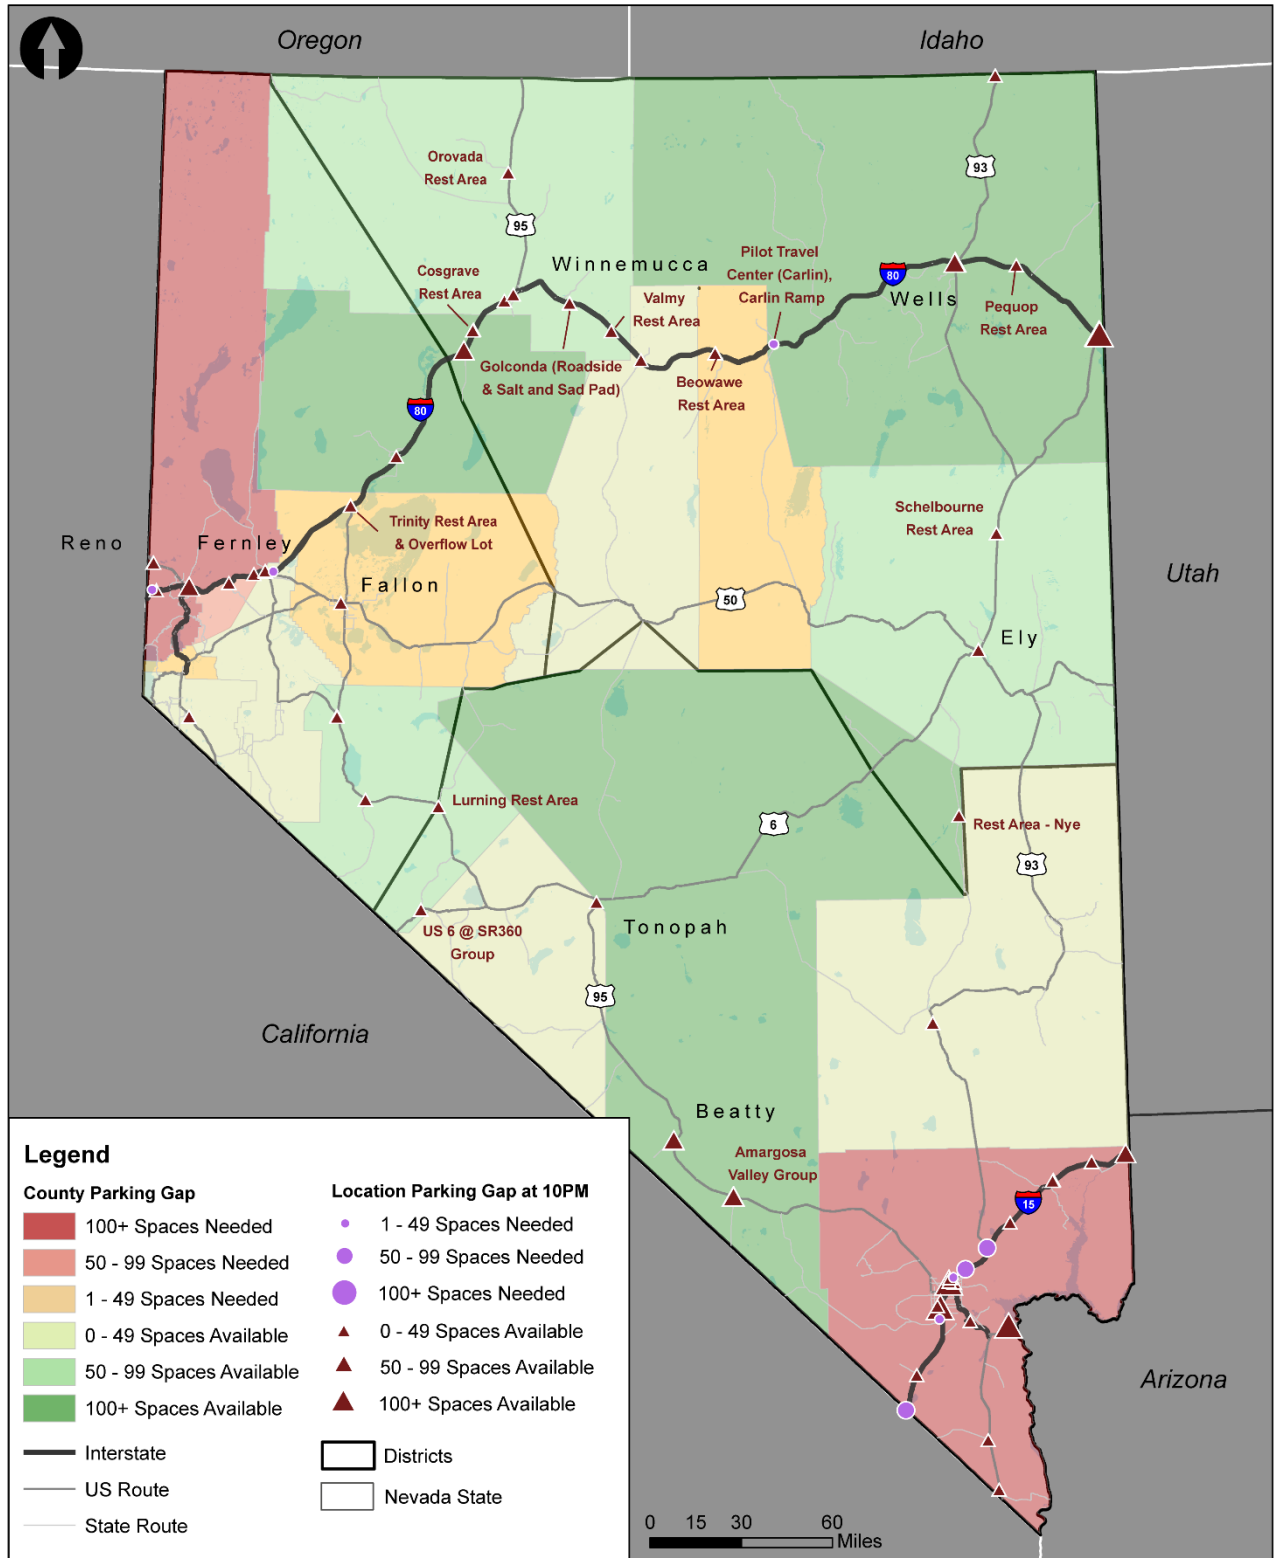 Oregon
Idaho
Orovada
Rest Area
93
95
Cosgrave
Rest Area
Winnemucca
Pilot Travel
Center (Carlin),
Carlin Ramp
80
Wells
Valmy
Rest Area
Pequop
Rest Area
Golconda (Roadside
& Salt and Sad Pad)
Beowawe
Rest Area
80
Trinity Rest Area
& Overflow Lot
Schelbourne
Rest Area
Reno
Fernley
Fallon
Utah
50
Ely
Lurning Rest Area
6
Rest Area - Nye
93
US 6 @ SR360
Group
Tonopah
95
California
Beatty
Amargosa
Valley Group
15
Arizona
Legend
County Parking Gap
100+ Spaces Needed
50 - 99 Spaces Needed
1 - 49 Spaces Needed
0 - 49 Spaces Available
50 - 99 Spaces Available
100+ Spaces Available
Interstate
US Route
State Route
Location Parking Gap at 10PM
1 - 49 Spaces Needed
50 - 99 Spaces Needed
100+ Spaces Needed
0 - 49 Spaces Available
50 - 99 Spaces Available
100+ Spaces Available
Districts
Nevada State
0 15 30 60
Miles